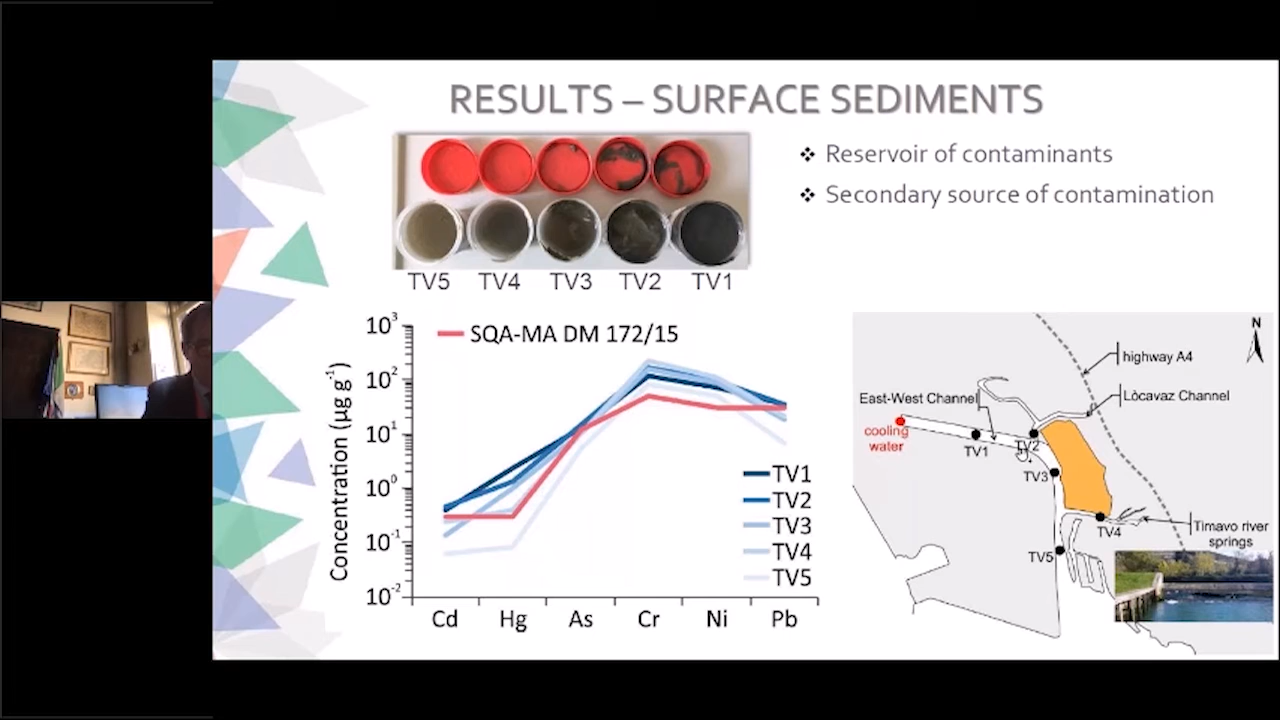 RESULTS – SURFACE SEDIMENTS
❖ Reservoir of contaminants
❖ Secondary source of contamination
TV5 TV4 TV3 TV2 TV1
SQA-MA DM 172/15
Concentration (µg g⁻¹)
10³
10²
10¹
10⁰
10⁻¹
10⁻²
TV1
TV2
TV3
TV4
TV5
Cd Hg As Cr Ni Pb
N
highway A4
Lòcavaz Channel
East-West Channel
cooling
water
TV1
TV2
TV3
TV4
TV5
Timavo river
springs